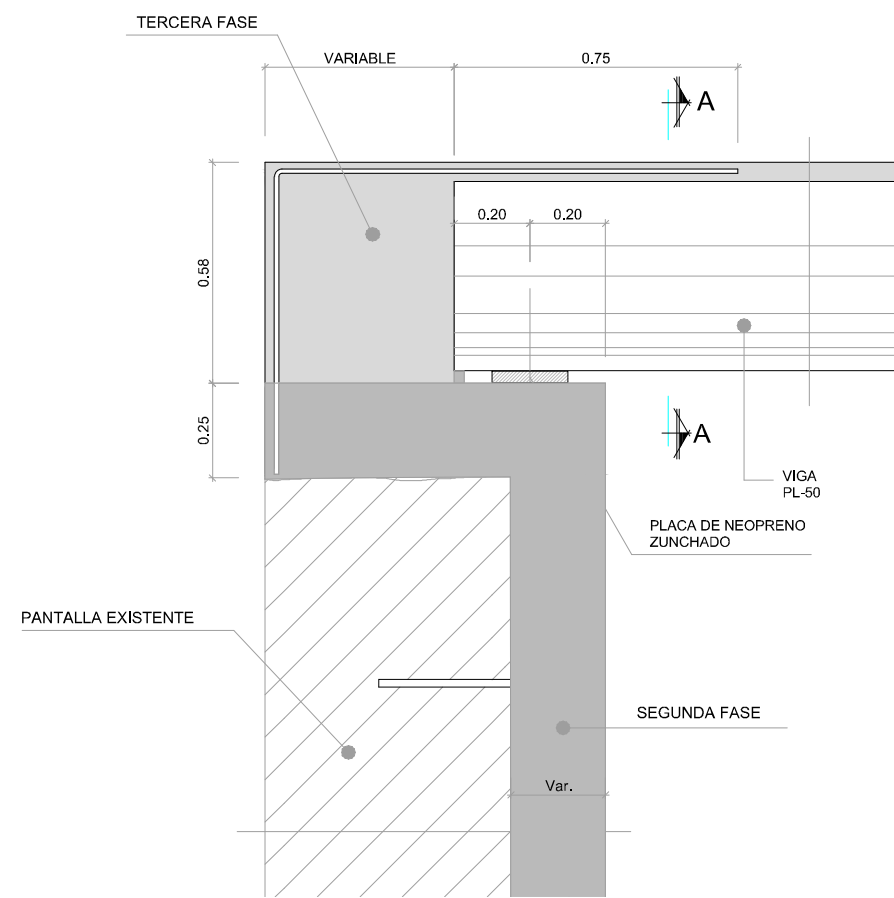 TERCERA FASE
VARIABLE
0.75
A
0.20
0.20
0.58
0.25
A
VIGA
PL-50
PLACA DE NEOPRENO
ZUNCHADO
PANTALLA EXISTENTE
SEGUNDA FASE
Var.